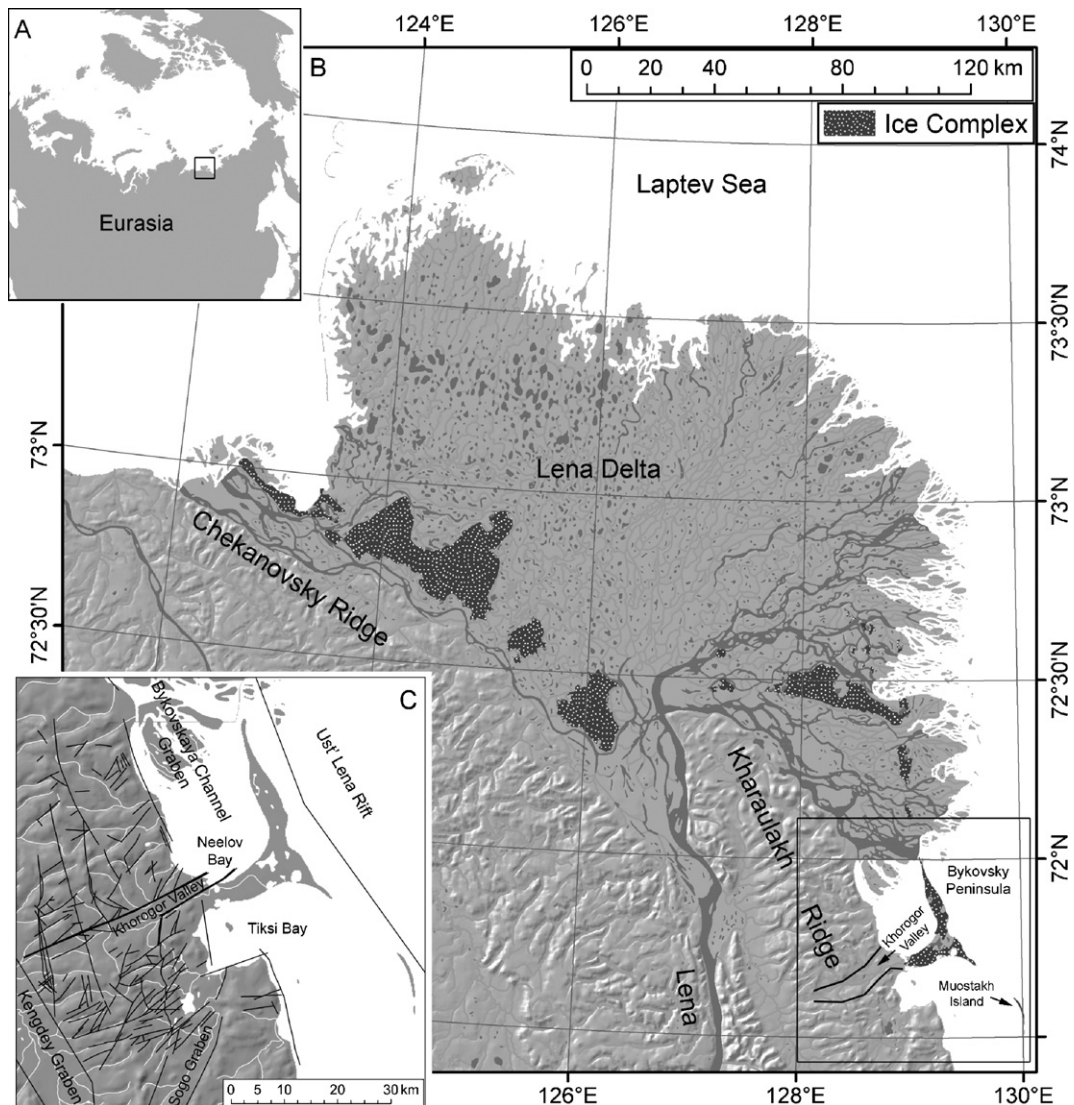 A
Eurasia
124°E
126°E
128°E
130°E
B
0 20 40 80 120 km
Ice Complex
Laptev Sea
74°N
73°30'N
73°N
73°N
Lena Delta
Chekanovsky Ridge
72°30'N
72°30'N
Kharaulakh
Ridge
72°N
Bykovsky
Peninsula
Khorogor
Valley
Muostakh
Island
Lena
126°E
128°E
130°E
C
Bykovskaya Channel
Graben
Ust' Lena Rift
Neelov
Bay
Khorogor Valley
Tiksi Bay
Kengdey Graben
Sogo Graben
0 5 10 20 30 km